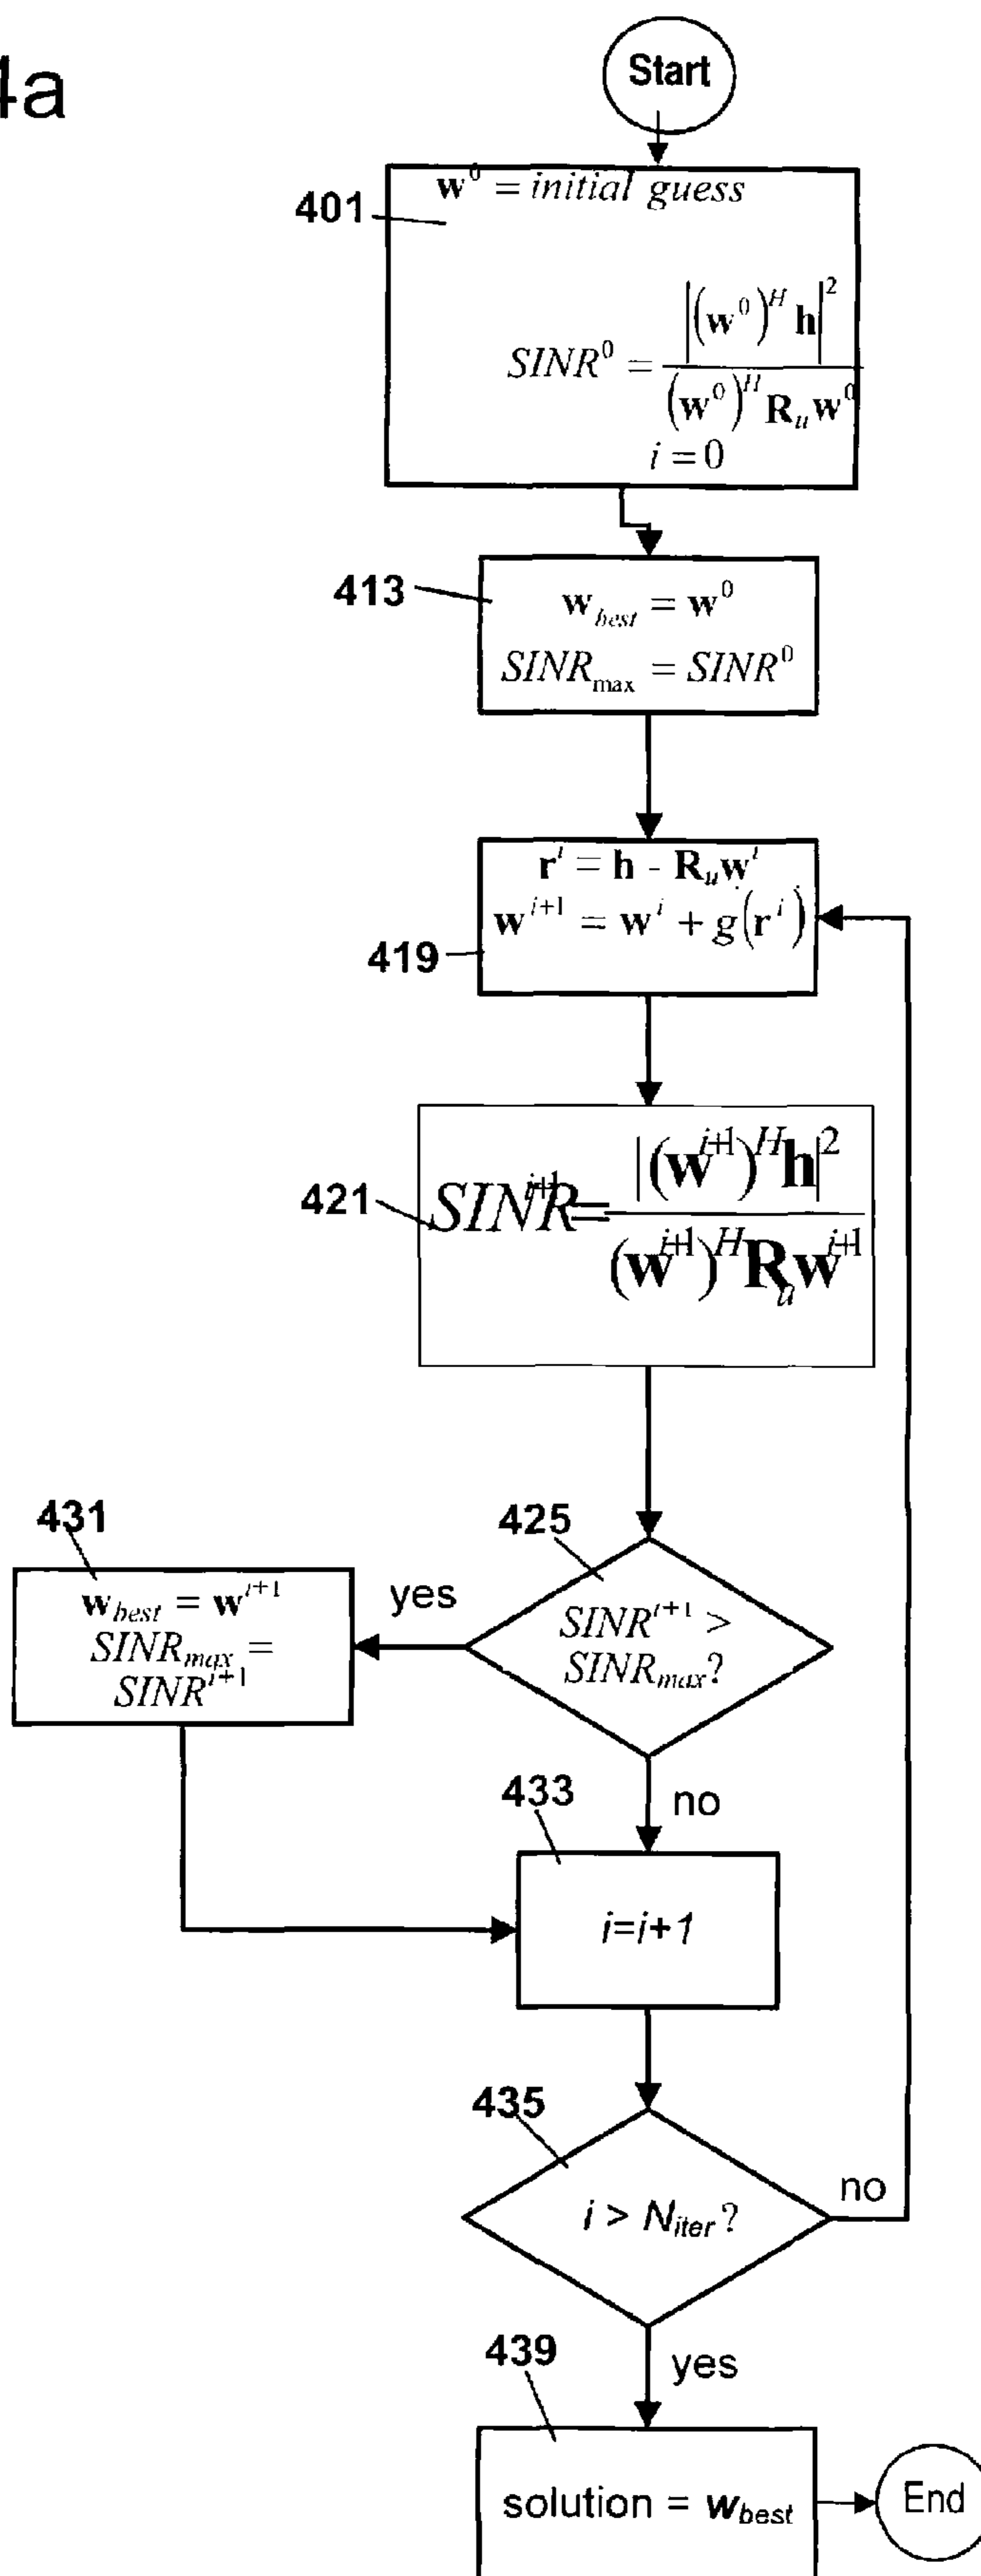 4a
Start
401
w^0 = initial guess
SINR^0 = |(w^0)^H h|^2 / (w^0)^H R_u w^0
i = 0
413
w_best = w^0
SINR_max = SINR^0
r^i = h - R_u w^i
w^{i+1} = w^i + g(r^i)
419
421
SINR^{i+1} = |(w^{i+1})^H h|^2 / (w^{i+1})^H R_u w^{i+1}
431
425
w_best = w^{i+1}
SINR_max =
SINR^{i+1}
yes
SINR^{i+1} >
SINR_max?
433
no
i=i+1
435
i > N_iter?
no
439
yes
solution = w_best
End